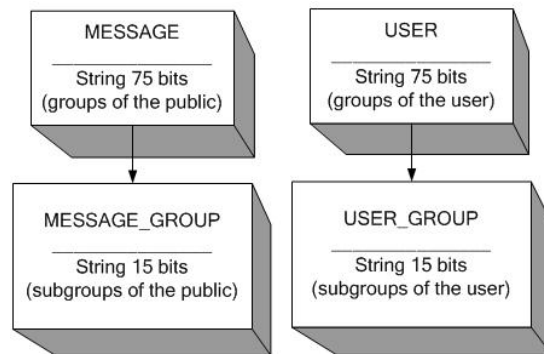 MESSAGE
String 75 bits
(groups of the public)
USER
String 75 bits
(groups of the user)
MESSAGE_GROUP
String 15 bits
(subgroups of the public)
USER_GROUP
String 15 bits
(subgroups of the user)